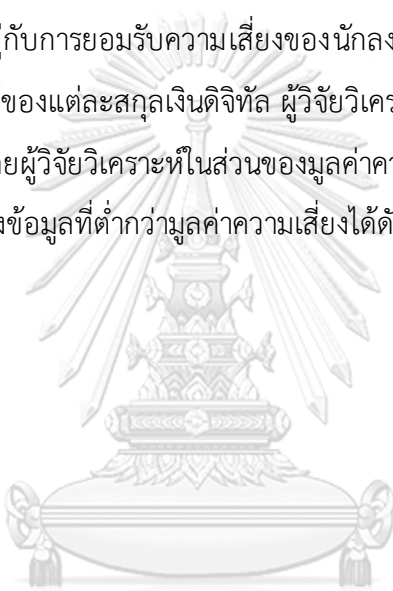 กับการยอมรับความเสี่ยงของนักลง
ของแต่ละสกุลเงินดิจิทัล ผู้วิจัยวิเคร
ยผู้วิจัยวิเคราะห์ในส่วนของมูลค่าคว
งข้อมูลที่ต่ำกว่ามูลค่าความเสี่ยงได้ดั